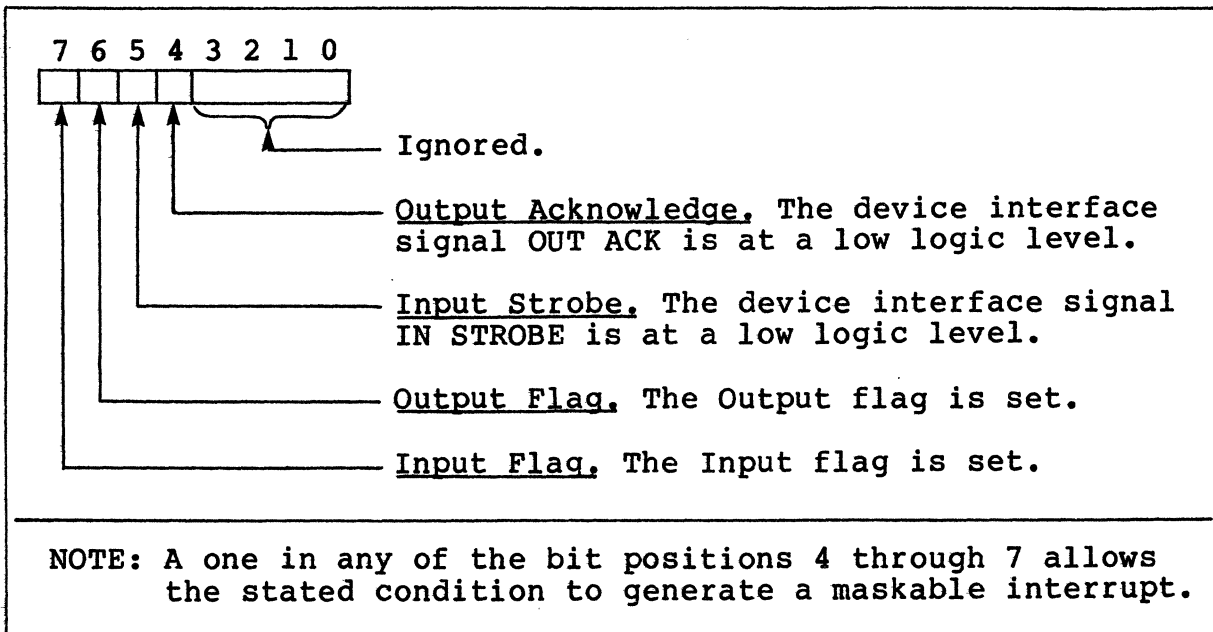 7 6 5 4 3 2 1 0
Ignored.
Output Acknowledge. The device interface
signal OUT ACK is at a low logic level.
Input Strobe. The device interface signal
IN STROBE is at a low logic level.
Output Flag. The Output flag is set.
Input Flag. The Input flag is set.
NOTE: A one in any of the bit positions 4 through 7 allows
the stated condition to generate a maskable interrupt.